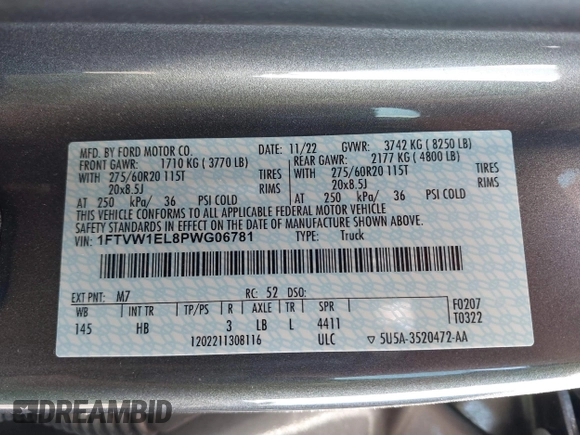 MFD. BY FORD MOTOR CO. DATE: 11/22 GVWR: 3742 KG ( 8250 LB)
FRONT GAWR: 1710 KG ( 3770 LB) REAR GAWR: 2177 KG ( 4800 LB)
WITH 275/60R20 115T TIRES WITH 275/60R20 115T TIRES
20x8.5J RIMS 20x8.5J RIMS
AT 250 kPa/ 36 PSI COLD AT 250 kPa/ 36 PSI COLD
THIS VEHICLE CONFORMS TO ALL APPLICABLE FEDERAL MOTOR VEHICLE
SAFETY STANDARDS IN EFFECT ON THE DATE OF MANUFACTURE SHOWN ABOVE.
VIN: 1FTVW1EL8PWG06781 TYPE: Truck
EXT PNT: M7 RC: 52 DSO: F0207
WB INT TR TP/PS R AXLE TR SPR T0322
145 HB 3 LB L 4411
1202211308116 ULC ▽ 5U5A-3520472-AA
DREAMBID